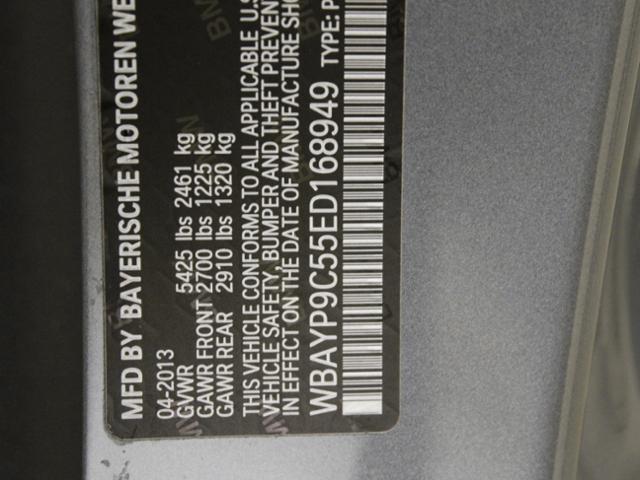 MFD BY BAYERISCHE MOTOREN WE
04-2013
GVWR 5425 lbs 2461 kg
GAWR FRONT 2700 lbs 1225 kg
GAWR REAR 2910 lbs 1320 kg
THIS VEHICLE CONFORMS TO ALL APPLICABLE U.S
VEHICLE SAFETY, BUMPER AND THEFT PREVENT
IN EFFECT ON THE DATE OF MANUFACTURE SHO
WBAYP9C55ED168949 TYPE: P